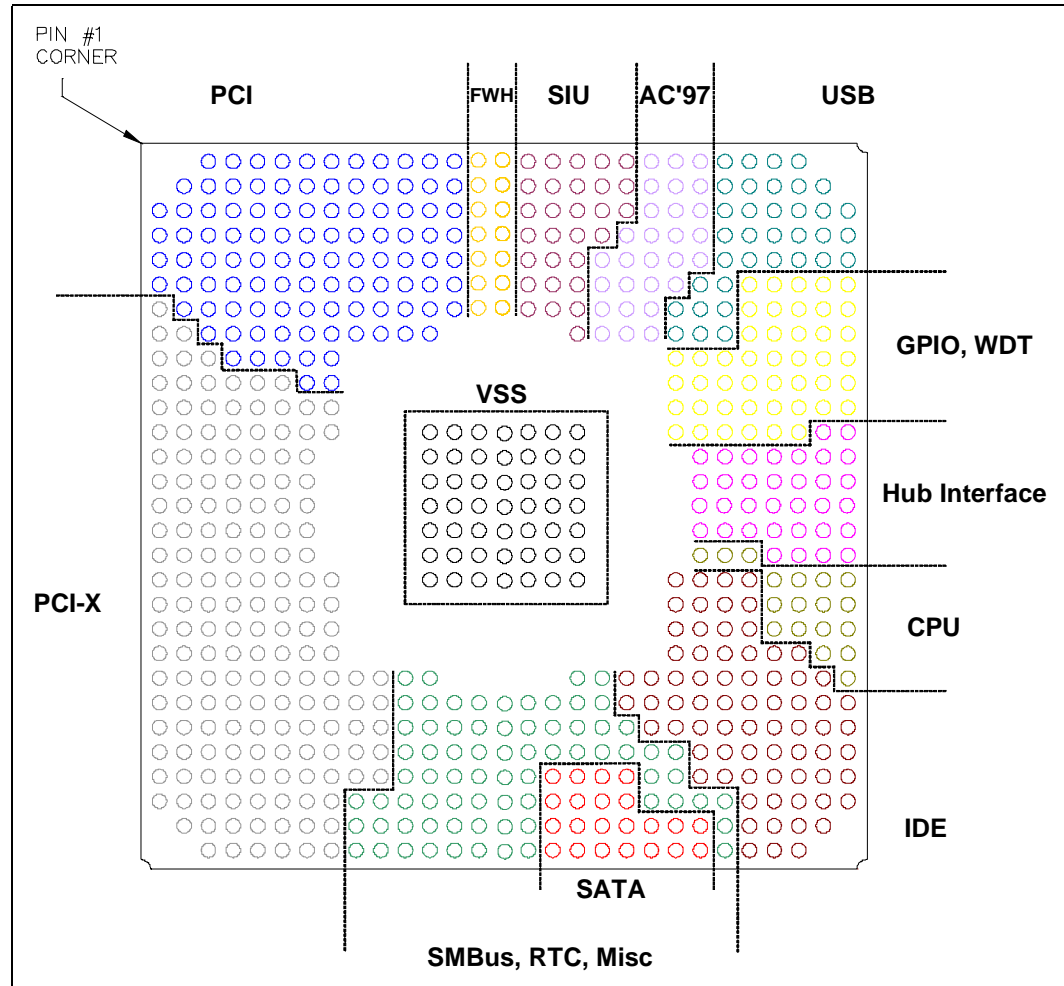 PIN #1
CORNER
PCI
FWH
SIU
AC'97
USB
GPIO, WDT
VSS
Hub Interface
PCI-X
CPU
IDE
SATA
SMBus, RTC, Misc